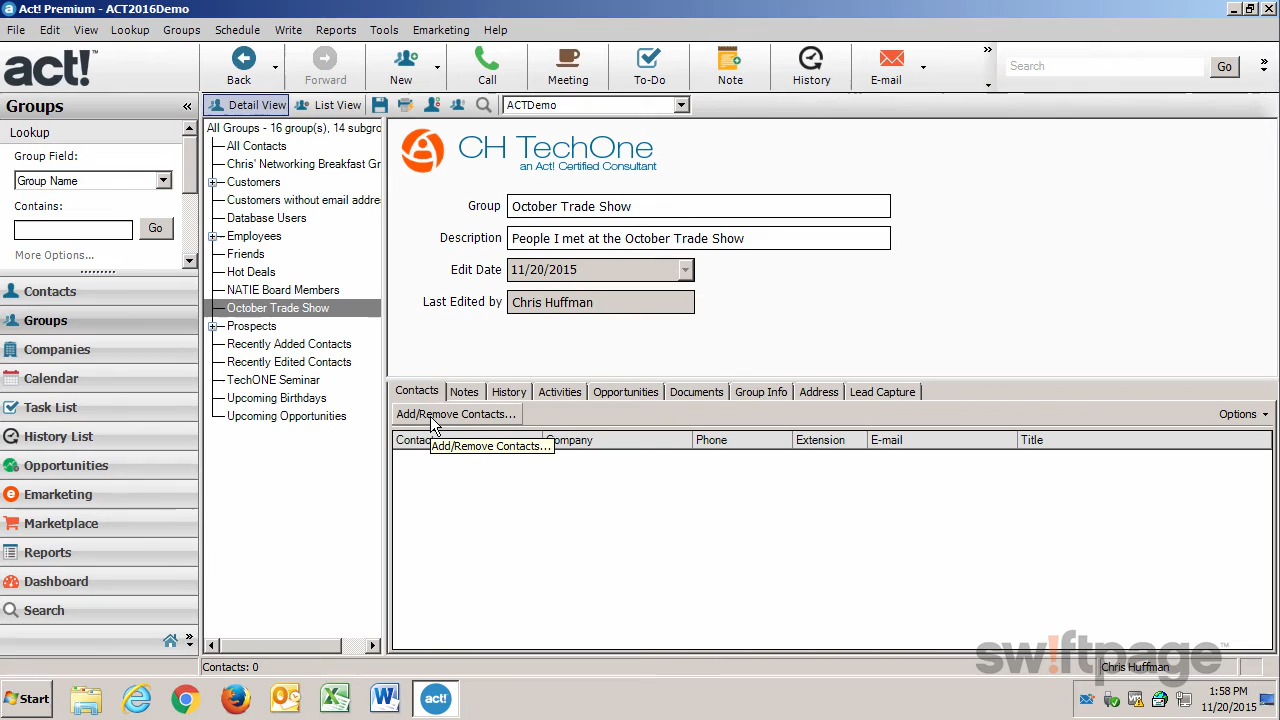 Act! Premium - ACT2016Demo
File Edit View Lookup Groups Schedule Write Reports Tools Emarketing Help
act!™
Back Forward New Call Meeting To-Do Note History E-mail Search Go
Groups
Detail View List View ACTDemo
Lookup
Group Field:
Group Name
Contains:
Go
More Options...
Contacts
Groups
Companies
Calendar
Task List
History List
Opportunities
Emarketing
Marketplace
Reports
Dashboard
Search
All Groups - 16 group(s), 14 subgro
All Contacts
Chris' Networking Breakfast Gr
Customers
Customers without email addre
Database Users
Employees
Friends
Hot Deals
NATIE Board Members
October Trade Show
Prospects
Recently Added Contacts
Recently Edited Contacts
TechONE Seminar
Upcoming Birthdays
Upcoming Opportunities
CH TechOne
an Act! Certified Consultant
Group October Trade Show
Description People I met at the October Trade Show
Edit Date 11/20/2015
Last Edited by Chris Huffman
Contacts Notes History Activities Opportunities Documents Group Info Address Lead Capture
Add/Remove Contacts... Options
Contac Company Phone Extension E-mail Title
Add/Remove Contacts...
sw!ftpage™
Contacts: 0 Chris Huffman
Start act! 1:58 PM
11/20/2015